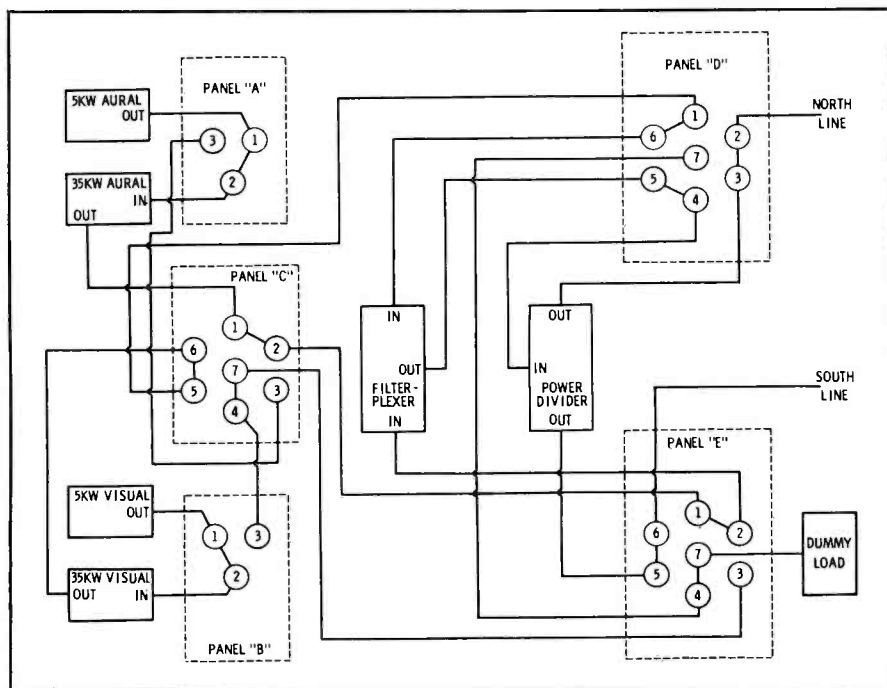 PANEL "A"
5KW AURAL
OUT
1
3
2
35KW AURAL
IN
OUT
PANEL "C"
1
2
6
7
3
5
4
5KW VISUAL
OUT
1
3
2
35KW VISUAL
OUT IN
PANEL "B"
IN
OUT
FILTER-
PLEXER
IN
OUT
IN
POWER
DIVIDER
OUT
PANEL "D"
1
6
2
7
5
3
4
NORTH
LINE
SOUTH
LINE
PANEL "E"
1
2
6
7
5
3
4
DUMMY
LOAD